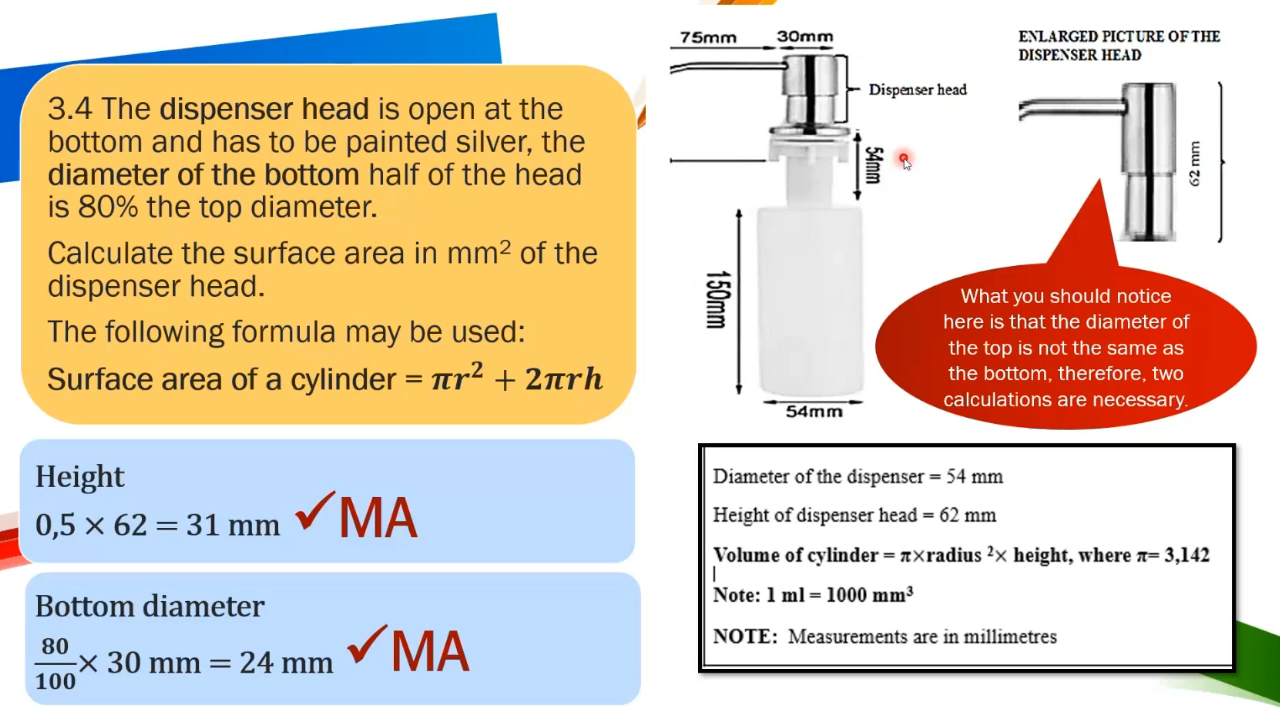 3.4 The dispenser head is open at the
bottom and has to be painted silver, the
diameter of the bottom half of the head
is 80% the top diameter.
Calculate the surface area in mm² of the
dispenser head.
The following formula may be used:
Surface area of a cylinder = πr² + 2πrh
Height
0,5 × 62 = 31 mm ✓MA
Bottom diameter
80/100 × 30 mm = 24 mm ✓MA
75mm
30mm
Dispenser head
54mm
150mm
54mm
ENLARGED PICTURE OF THE
DISPENSER HEAD
62 mm
What you should notice
here is that the diameter of
the top is not the same as
the bottom, therefore, two
calculations are necessary.
Diameter of the dispenser = 54 mm
Height of dispenser head = 62 mm
Volume of cylinder = π×radius ²× height, where π= 3,142
Note: 1 ml = 1000 mm³
NOTE: Measurements are in millimetres